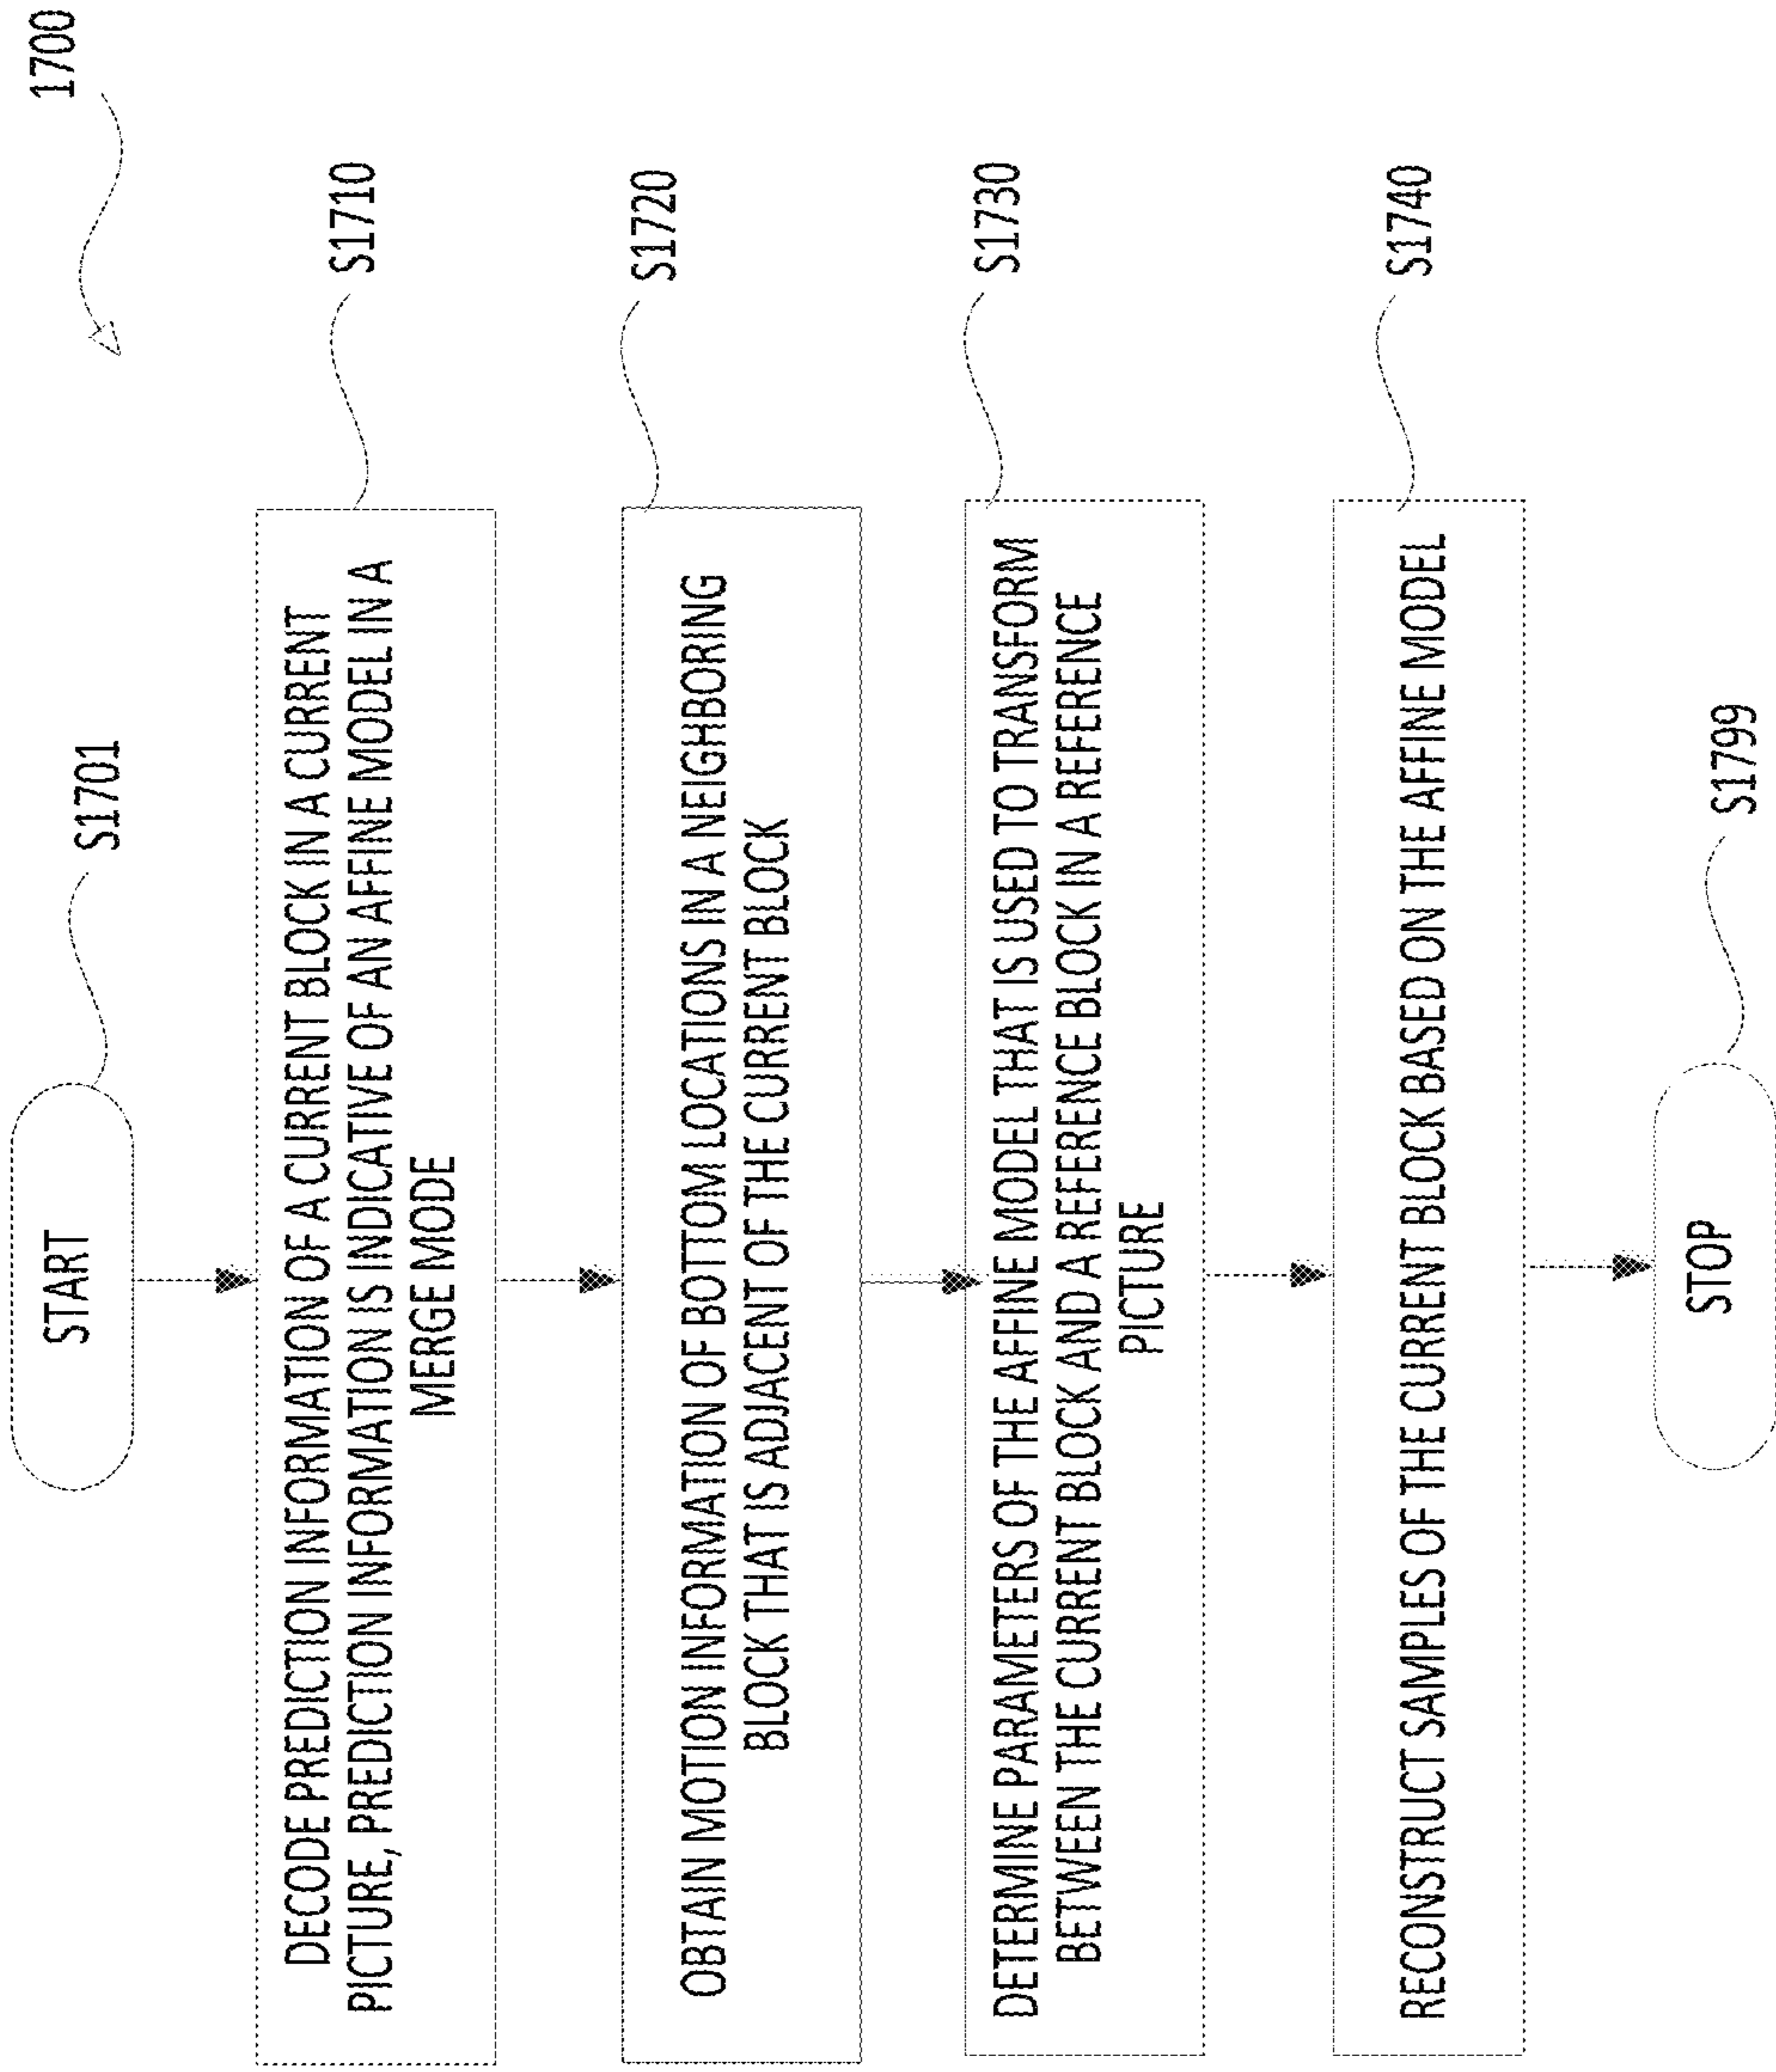 1700
START
S1701
DECODE PREDICTION INFORMATION OF A CURRENT BLOCK IN A CURRENT
PICTURE, PREDICTION INFORMATION IS INDICATIVE OF AN AFFINE MODEL IN A
MERGE MODE
S1710
OBTAIN MOTION INFORMATION OF BOTTOM LOCATIONS IN A NEIGHBORING
BLOCK THAT IS ADJACENT OF THE CURRENT BLOCK
S1720
DETERMINE PARAMETERS OF THE AFFINE MODEL THAT IS USED TO TRANSFORM
BETWEEN THE CURRENT BLOCK AND A REFERENCE BLOCK IN A REFERENCE
PICTURE
S1730
RECONSTRUCT SAMPLES OF THE CURRENT BLOCK BASED ON THE AFFINE MODEL
S1740
STOP
S1799